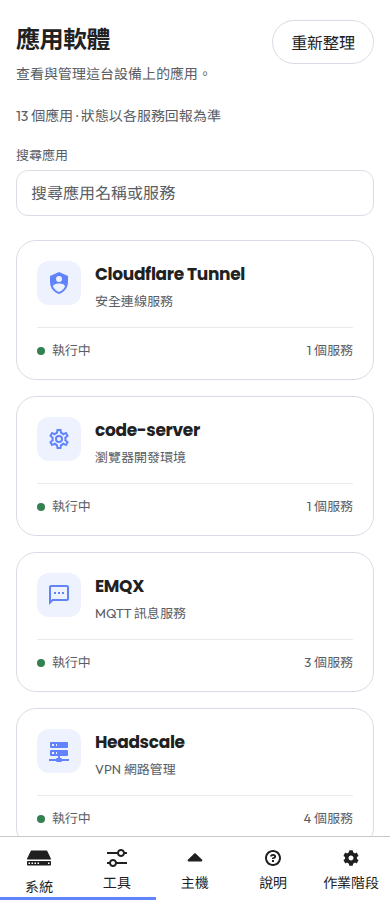 應用軟體
重新整理
查看與管理這台設備上的應用。
13 個應用 · 狀態以各服務回報為準
搜尋應用
搜尋應用名稱或服務
Cloudflare Tunnel
安全連線服務
執行中 1 個服務
code-server
瀏覽器開發環境
執行中 1 個服務
EMQX
MQTT 訊息服務
執行中 3 個服務
Headscale
VPN 網路管理
執行中 4 個服務
系統 工具 主機 說明 作業階段